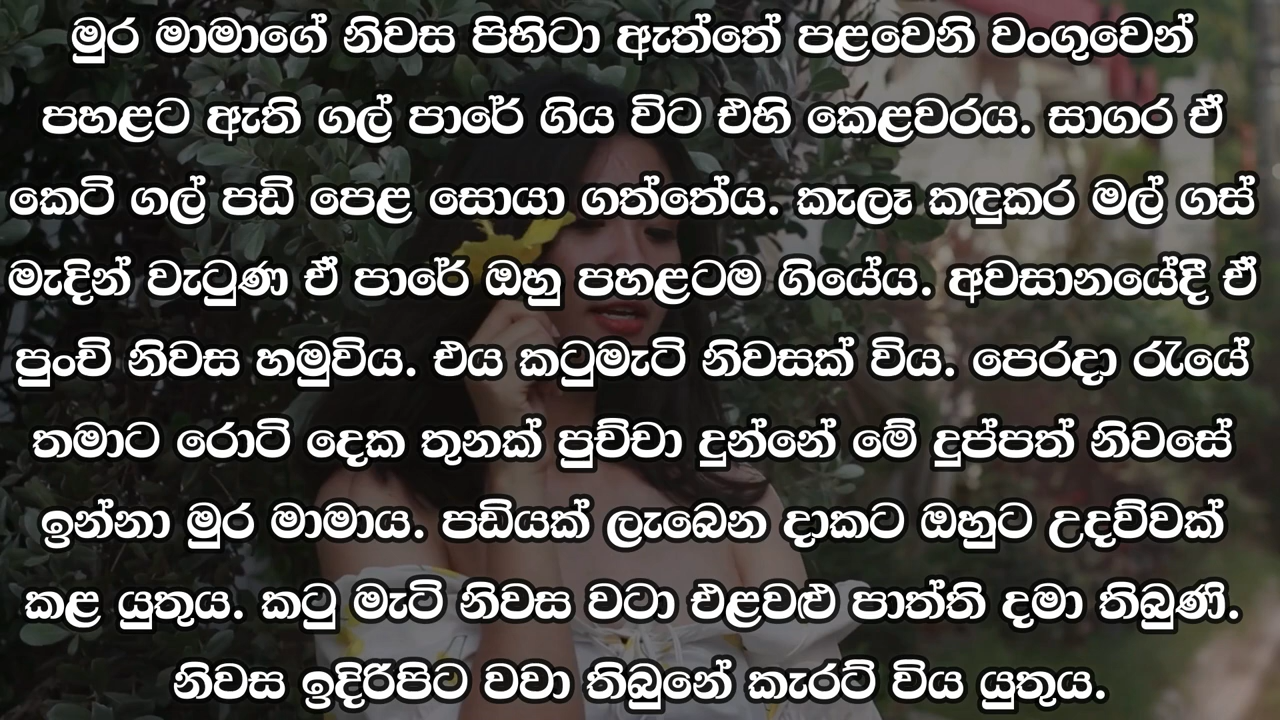 මුර මාමාගේ නිවස පිහිටා ඇත්තේ පළවෙනි වංගුවෙන්
පහළට ඇති ගල් පාරේ ගිය විට එහි කෙළවරය. සාගර ඒ
කෙටි ගල් පඩි පෙළ සොයා ගත්තේය. කැලෑ කඳුකර මල් ගස්
මැදින් වැටුණ ඒ පාරේ ඔහු පහළටම ගියේය. අවසානයේදී ඒ
පුංචි නිවස හමුවිය. එය කටුමැටි නිවසක් විය. පෙරදා රැයේ
තමාට රොටි දෙක තුනක් පුච්චා දුන්නේ මේ දුප්පත් නිවසේ
ඉන්නා මුර මාමාය. පඩියක් ලැබෙන දාකට ඔහුට උදව්වක්
කළ යුතුය. කටු මැටි නිවස වටා එළවළු පාත්ති දමා තිබුණි.
නිවස ඉදිරිපිට වවා තිබුනේ කැරට් විය යුතුය.